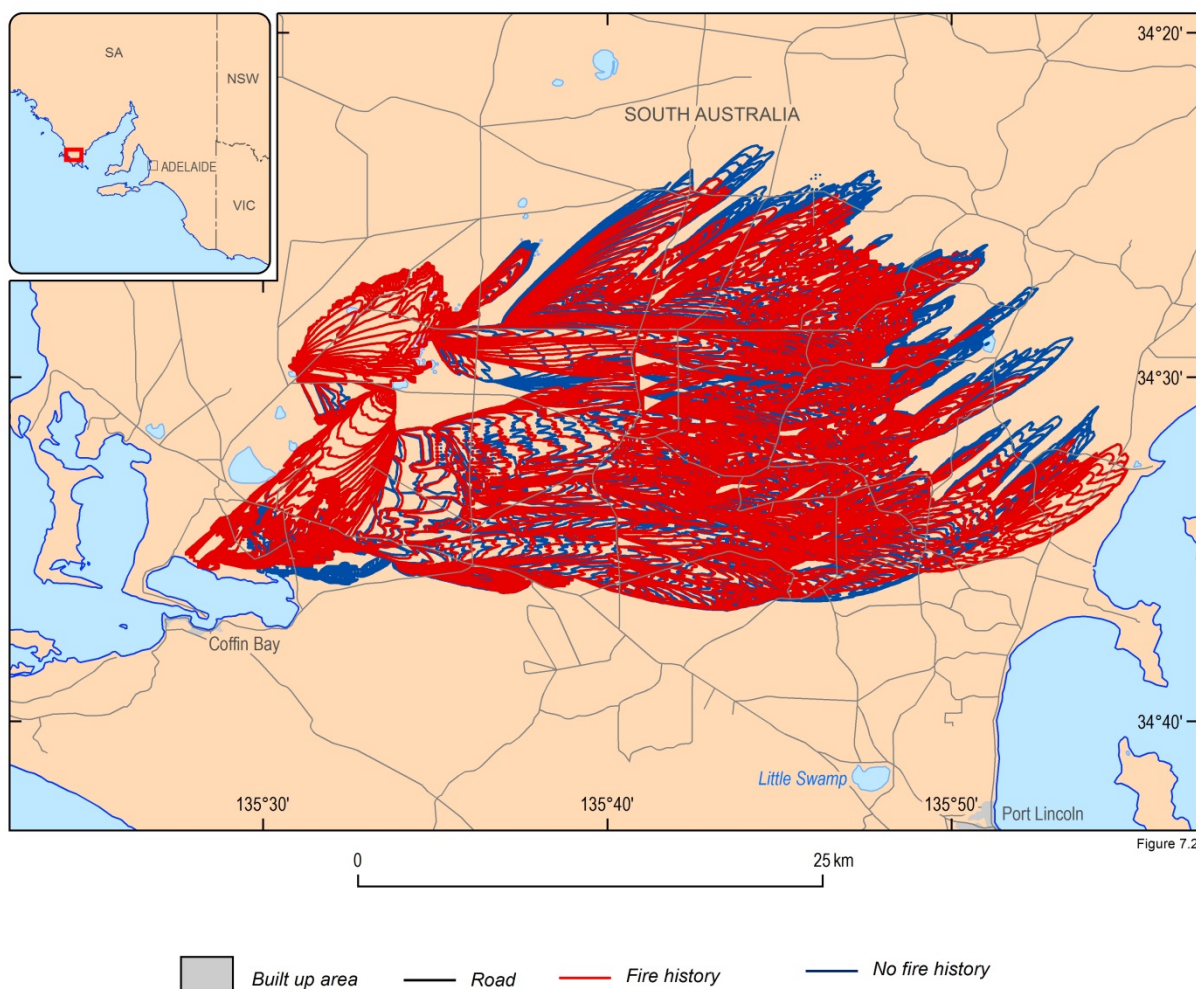 SA
NSW
ADELAIDE
VIC
34°20'
SOUTH AUSTRALIA
34°30'
Coffin Bay
34°40'
Little Swamp
135°30'
135°40'
135°50'
Port Lincoln
Figure 7.2
0
25 km
Built up area
Road
Fire history
No fire history